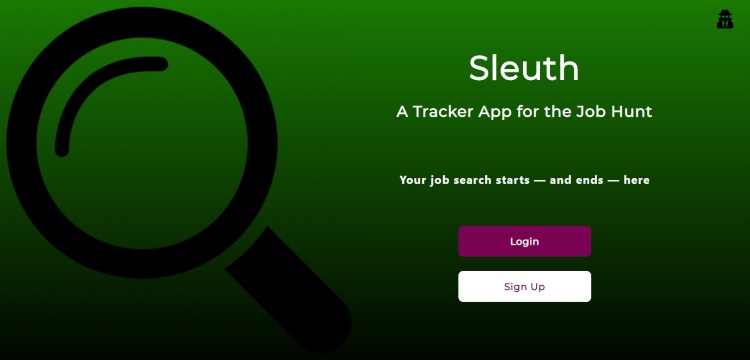 Sleuth
A Tracker App for the Job Hunt
Your job search starts — and ends — here
Login
Sign Up